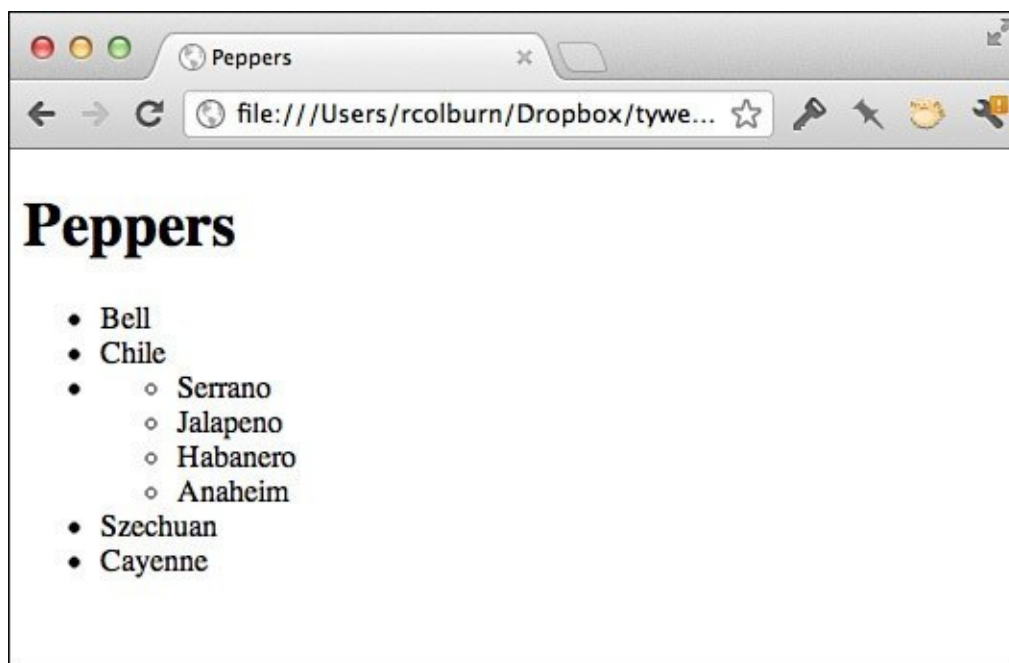 Peppers
file:///Users/rcolburn/Dropbox/tywe...
Peppers
Bell
Chile
Serrano
Jalapeno
Habanero
Anaheim
Szechuan
Cayenne